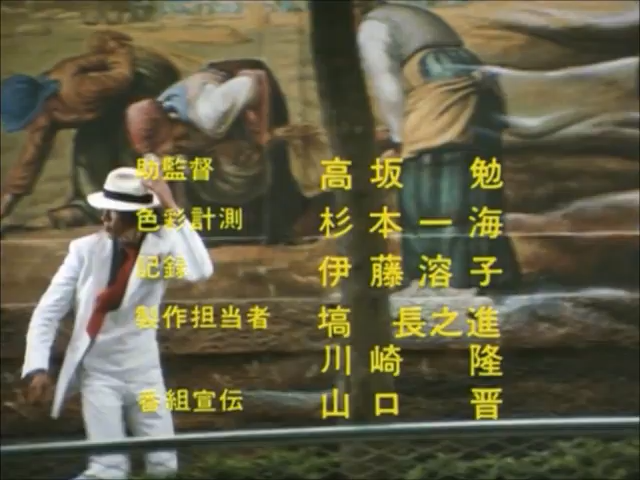 助監督 高坂 勉
色彩計測 杉本一海
記録 伊藤溶子
製作担当者 塙 長之進
川崎 隆
番組宣伝 山口 晋